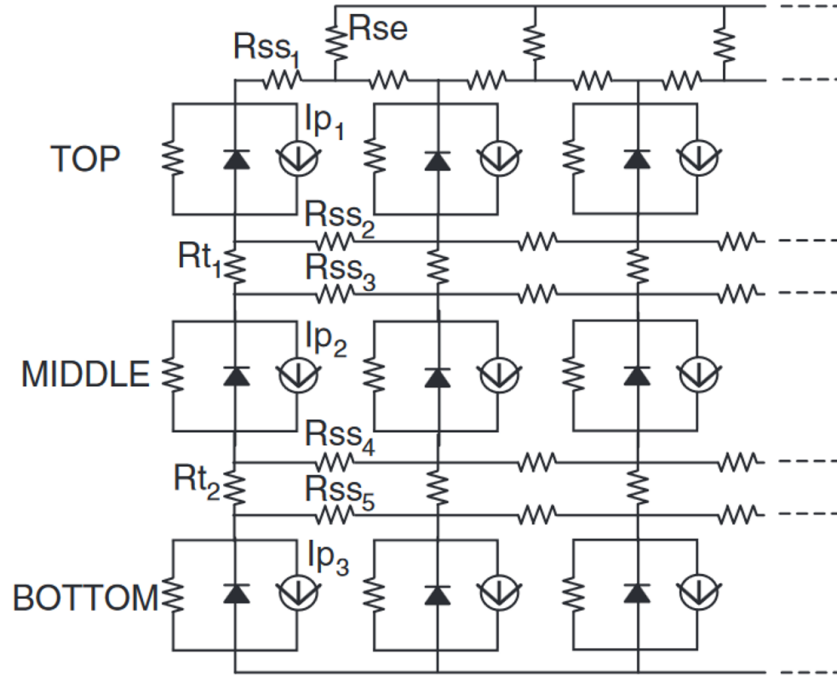 Rse
Rss1
Ip1
TOP
Rss2
Rt1
Rss3
Ip2
MIDDLE
Rss4
Rt2
Rss5
Ip3
BOTTOM